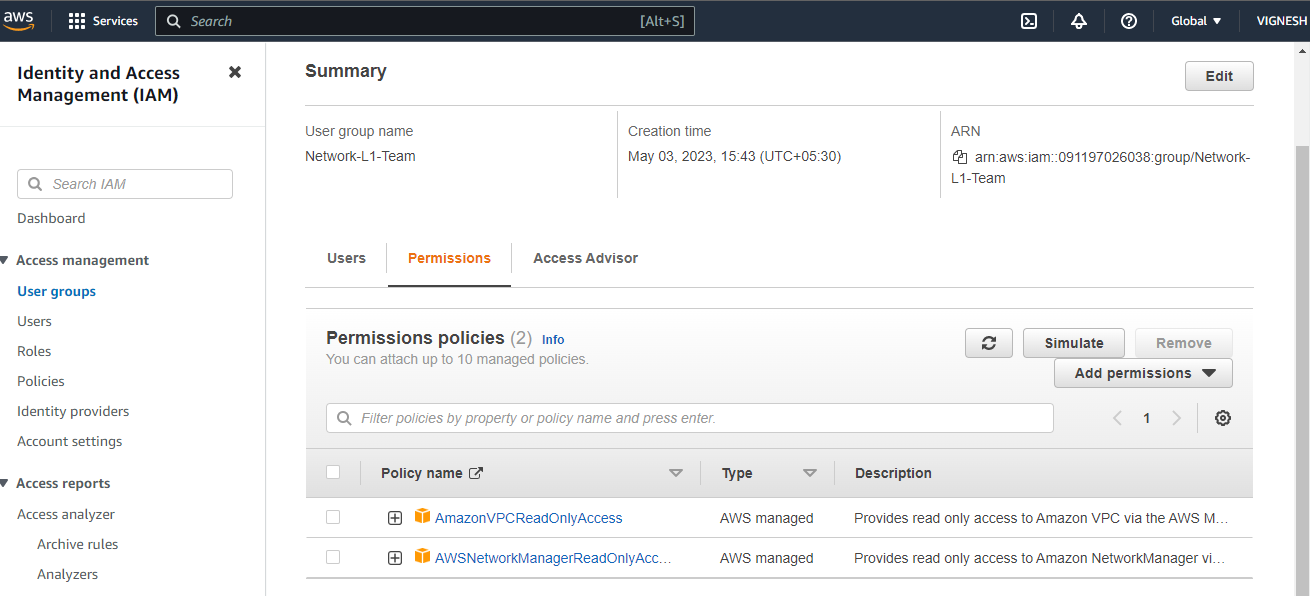 aws
Services
Search
[Alt+S]
Global
VIGNESH
Identity and Access
Management (IAM)
Search IAM
Dashboard
Access management
User groups
Users
Roles
Policies
Identity providers
Account settings
Access reports
Access analyzer
Archive rules
Analyzers
Summary
Edit
User group name
Network-L1-Team
Creation time
May 03, 2023, 15:43 (UTC+05:30)
ARN
arn:aws:iam::091197026038:group/Network-
L1-Team
Users
Permissions
Access Advisor
Permissions policies (2) Info
You can attach up to 10 managed policies.
Simulate
Remove
Add permissions
Filter policies by property or policy name and press enter.
1
Policy name
Type
Description
AmazonVPCReadOnlyAccess
AWS managed
Provides read only access to Amazon VPC via the AWS M...
AWSNetworkManagerReadOnlyAcc...
AWS managed
Provides read only access to Amazon NetworkManager vi...